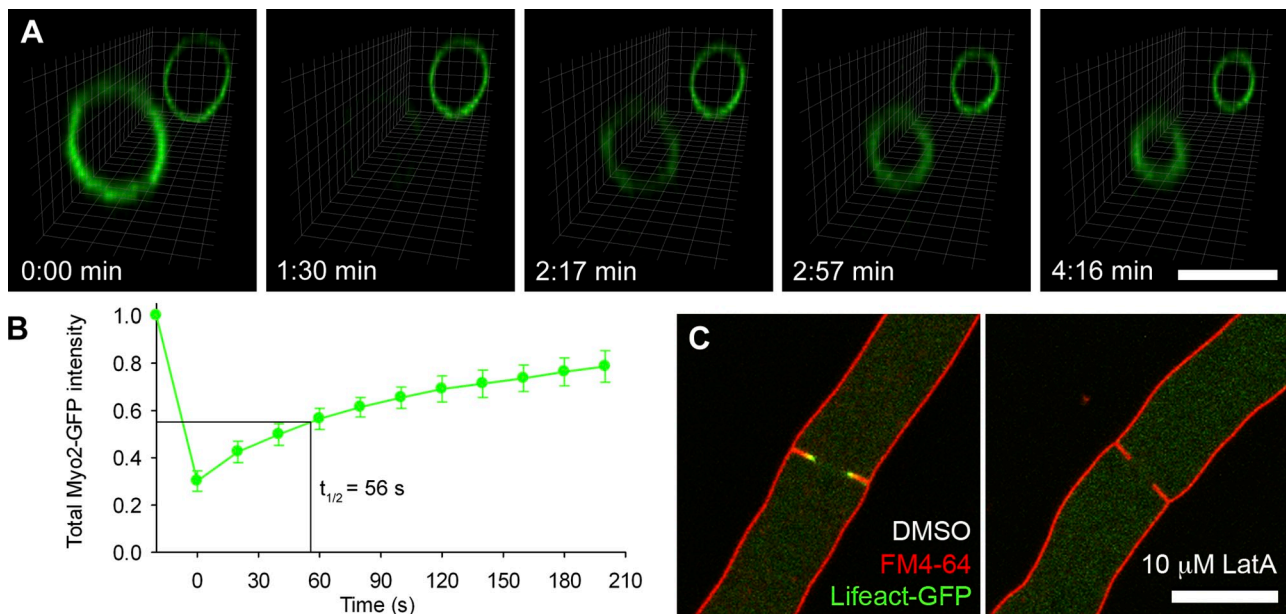 A
0:00 min
1:30 min
2:17 min
2:57 min
4:16 min
B
Total Myo2-GFP intensity
1.0
0.8
0.6
0.4
0.2
0.0
t1/2 = 56 s
0 30 60 90 120 150 180 210
Time (s)
C
DMSO
FM4-64
Lifeact-GFP
10 μM LatA